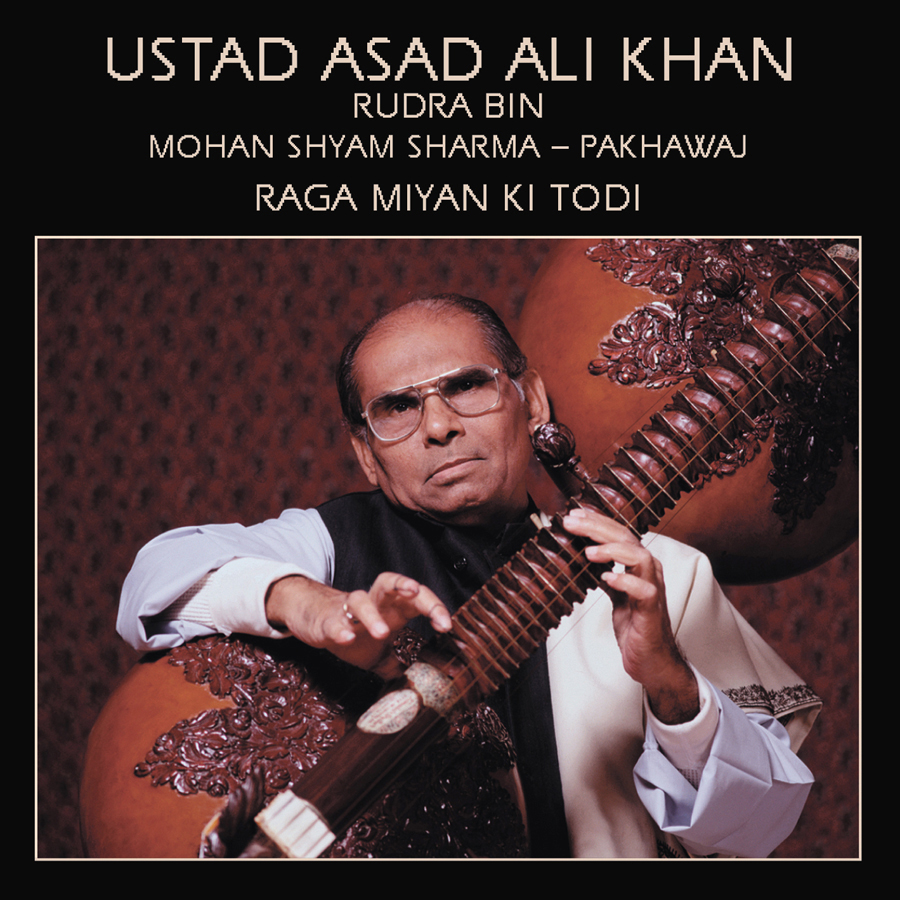 USTAD ASAD ALI KHAN
RUDRA BIN
MOHAN SHYAM SHARMA – PAKHAWAJ
RAGA MIYAN KI TODI